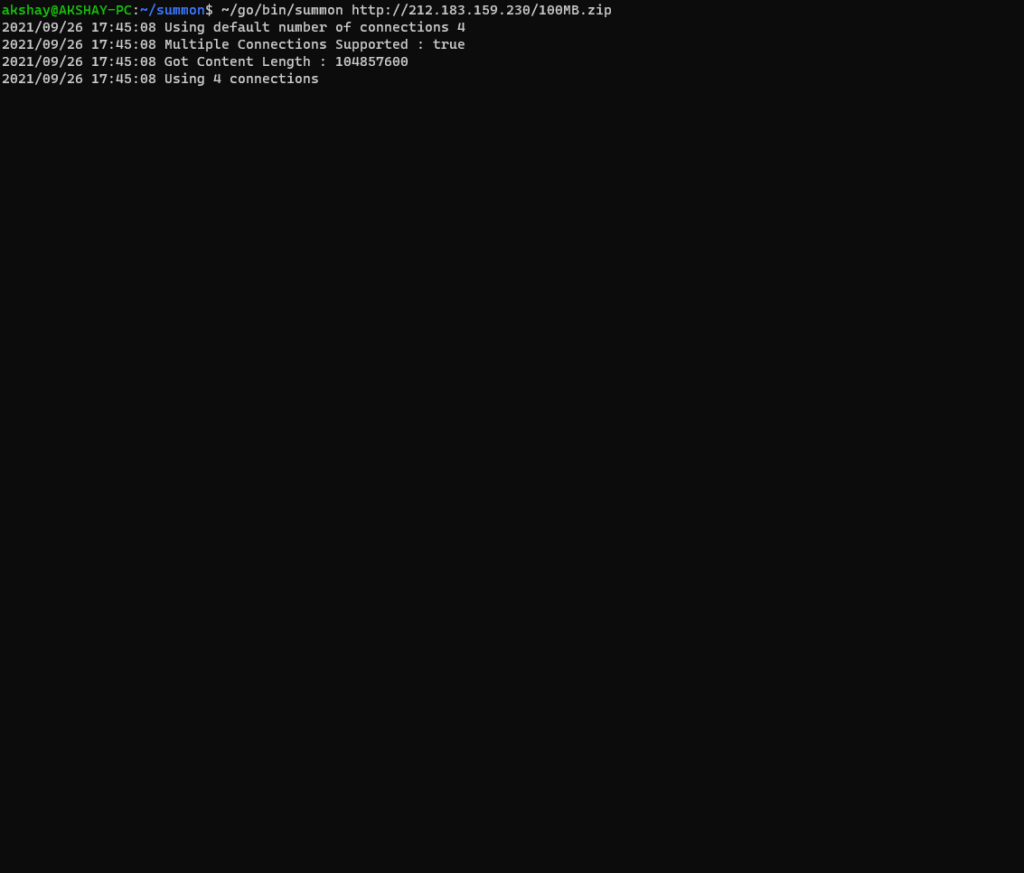 akshay@AKSHAY-PC:~/summon$ ~/go/bin/summon http://212.183.159.230/100MB.zip
2021/09/26 17:45:08 Using default number of connections 4
2021/09/26 17:45:08 Multiple Connections Supported : true
2021/09/26 17:45:08 Got Content Length : 104857600
2021/09/26 17:45:08 Using 4 connections